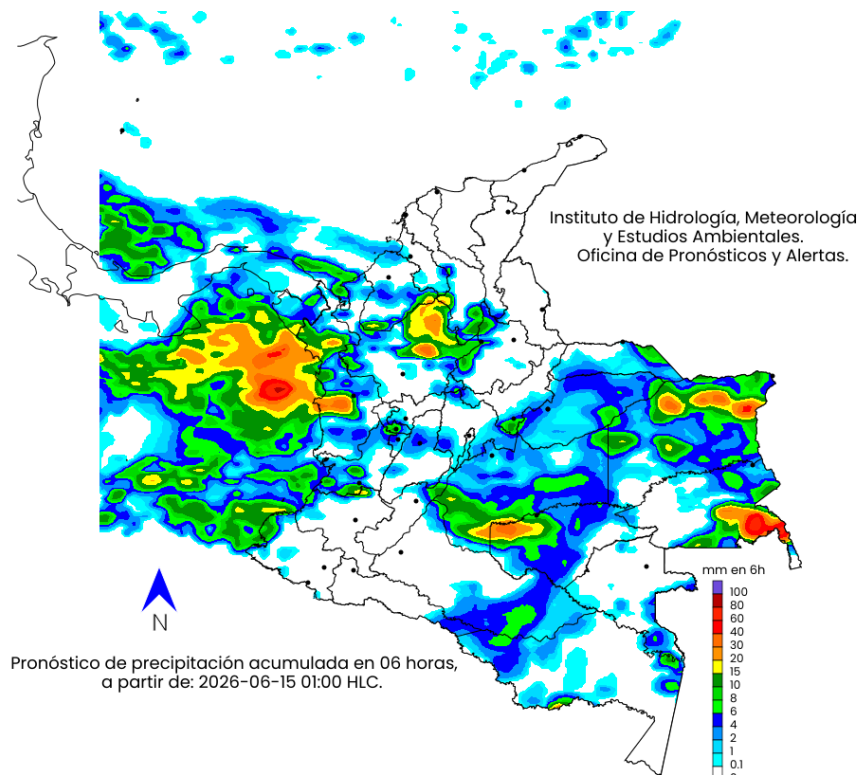 Instituto de Hidrología, Meteorología
y Estudios Ambientales.
Oficina de Pronósticos y Alertas.
N
Pronóstico de precipitación acumulada en 06 horas,
a partir de: 2026-06-15 01:00 HLC.
mm en 6h
100
80
60
40
30
20
15
10
8
6
4
2
1
0.1